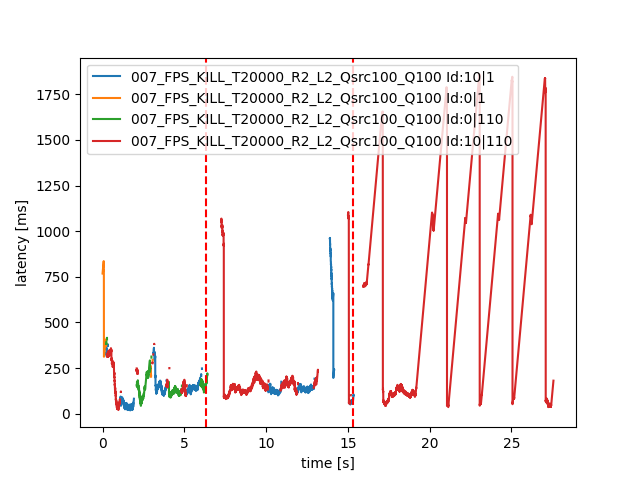 007_FPS_KILL_T20000_R2_L2_Qsrc100_Q100 Id:10|1
007_FPS_KILL_T20000_R2_L2_Qsrc100_Q100 Id:0|1
007_FPS_KILL_T20000_R2_L2_Qsrc100_Q100 Id:0|110
007_FPS_KILL_T20000_R2_L2_Qsrc100_Q100 Id:10|110
1750
1500
1250
1000
750
500
250
0
latency [ms]
0 5 10 15 20 25
time [s]